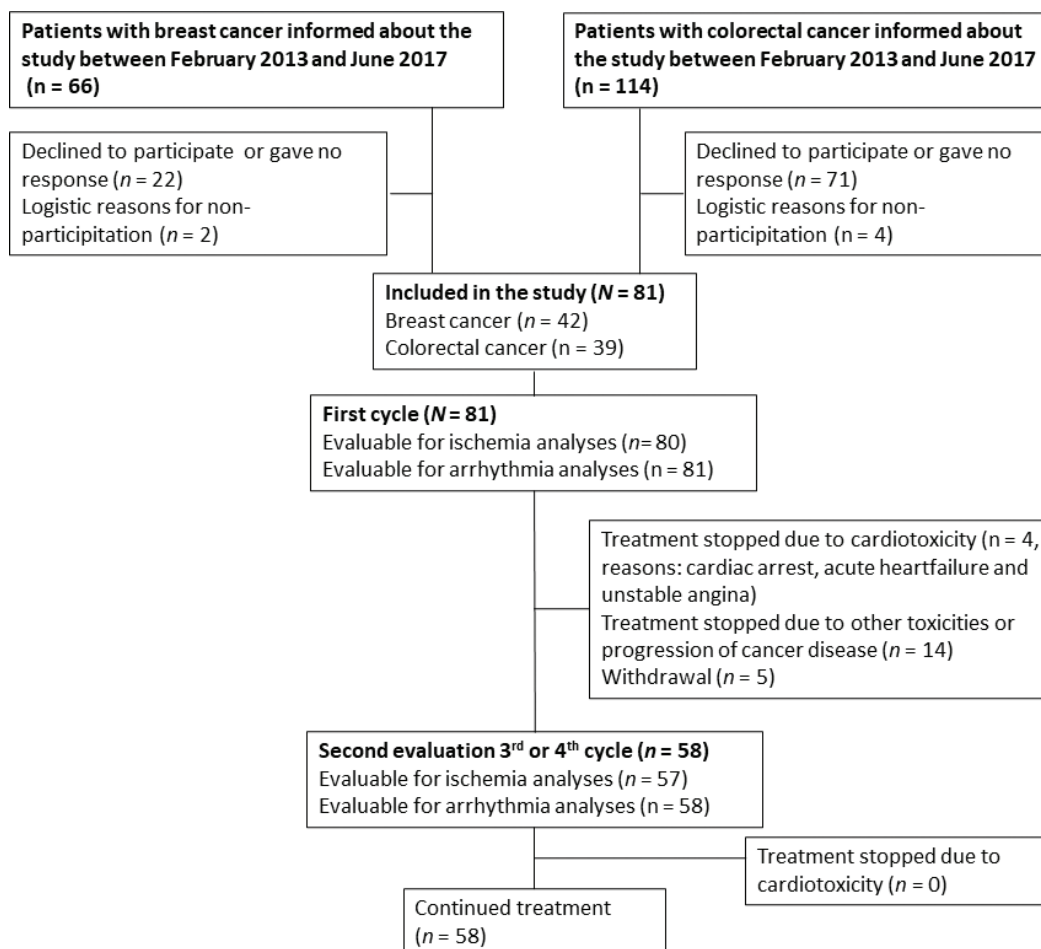 Patients with breast cancer informed about the
study between February 2013 and June 2017
(n = 66)
Patients with colorectal cancer informed about
the study between February 2013 and June 2017
(n = 114)
Declined to participate or gave no
response (n = 22)
Logistic reasons for non-
participitation (n = 2)
Declined to participate or gave no
response (n = 71)
Logistic reasons for non-
participitation (n = 4)
Included in the study (N = 81)
Breast cancer (n = 42)
Colorectal cancer (n = 39)
First cycle (N = 81)
Evaluable for ischemia analyses (n= 80)
Evaluable for arrhythmia analyses (n = 81)
Treatment stopped due to cardiotoxicity (n = 4,
reasons: cardiac arrest, acute heartfailure and
unstable angina)
Treatment stopped due to other toxicities or
progression of cancer disease (n = 14)
Withdrawal (n = 5)
Second evaluation 3rd or 4th cycle (n = 58)
Evaluable for ischemia analyses (n = 57)
Evaluable for arrhythmia analyses (n = 58)
Treatment stopped due to
cardiotoxicity (n = 0)
Continued treatment
(n = 58)